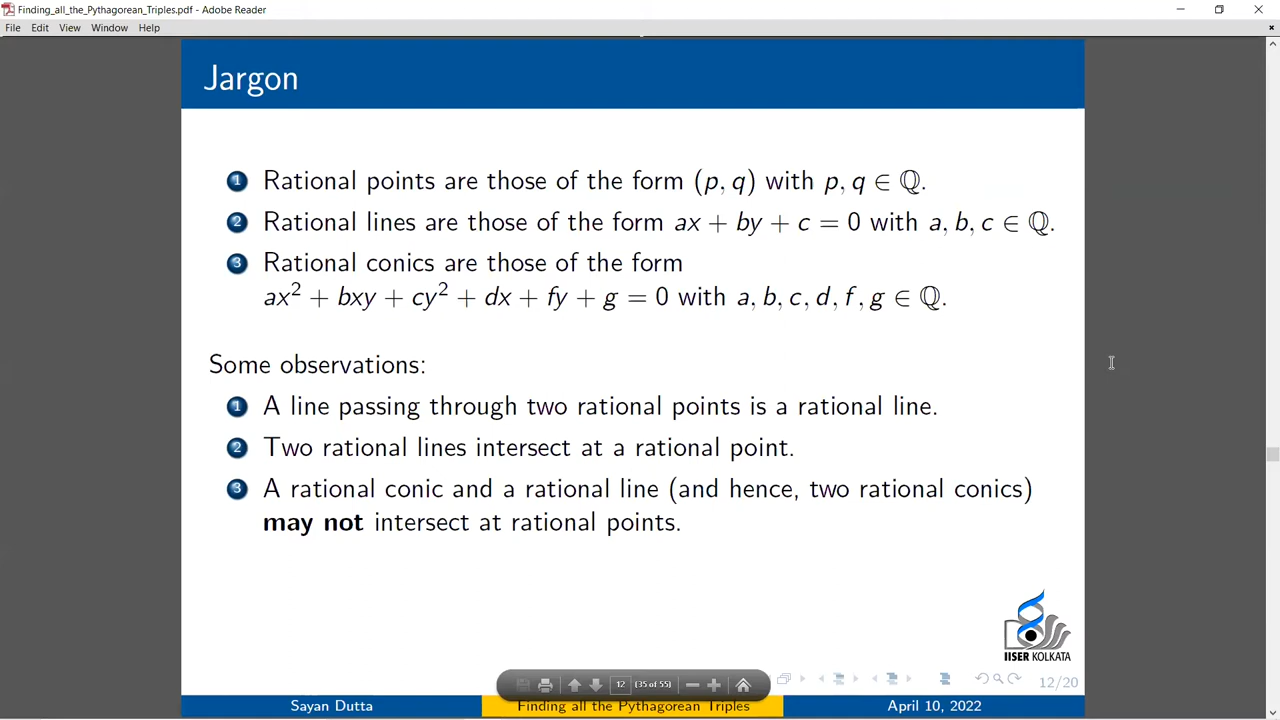 Finding_all_the_Pythagorean_Triples.pdf - Adobe Reader
File Edit View Window Help
Jargon
1 Rational points are those of the form (p, q) with p, q ∈ ℚ.
2 Rational lines are those of the form ax + by + c = 0 with a, b, c ∈ ℚ.
3 Rational conics are those of the form
ax² + bxy + cy² + dx + fy + g = 0 with a, b, c, d, f, g ∈ ℚ.
Some observations:
1 A line passing through two rational points is a rational line.
2 Two rational lines intersect at a rational point.
3 A rational conic and a rational line (and hence, two rational conics)
may not intersect at rational points.
IISER KOLKATA
12 (35 of 55)
12/20
Sayan Dutta Finding all the Pythagorean Triples April 10, 2022